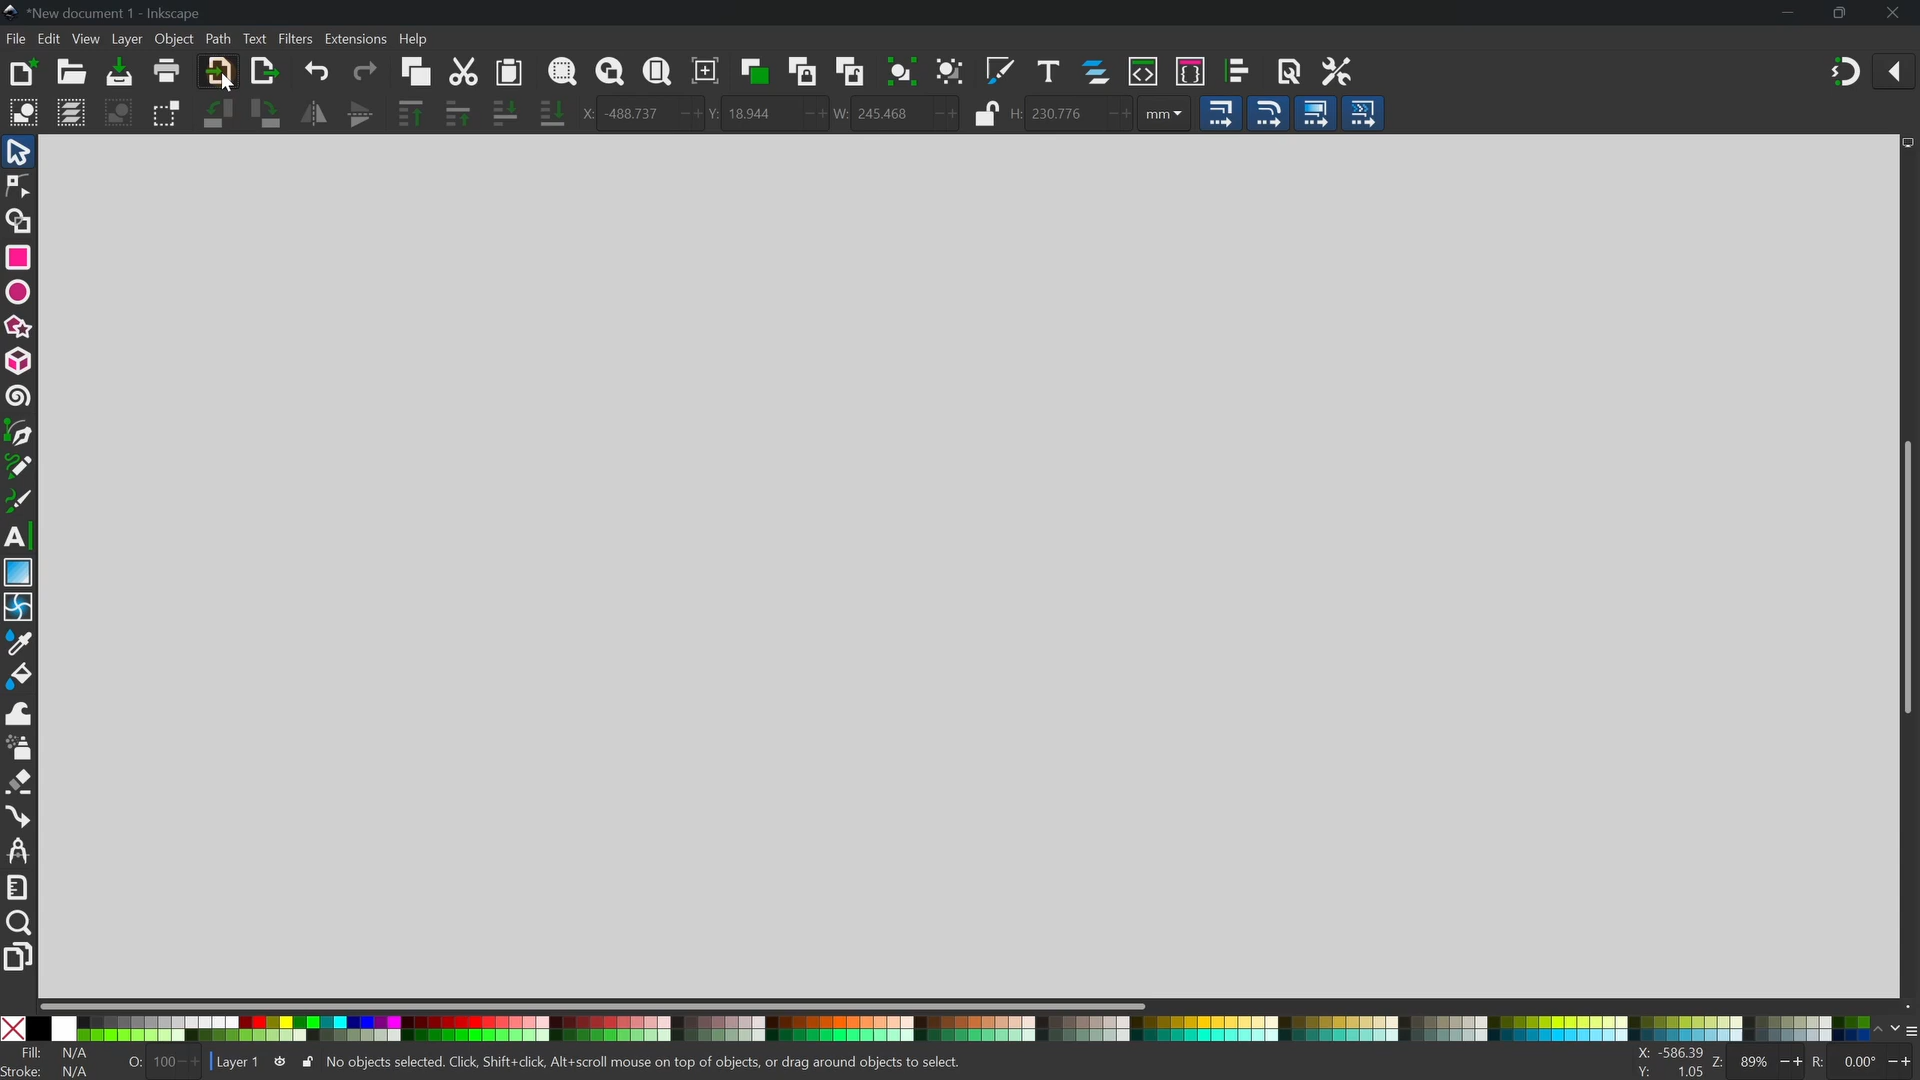 *New document 1 - Inkscape
File Edit View Layer Object Path Text Filters Extensions Help
X: -488.737 Y: 18.944 W: 245.468 H: 230.776 mm
Fill: N/A O: 100 Layer 1 No objects selected. Click, Shift+click, Alt+scroll mouse on top of objects, or drag around objects to select. X: -586.39 Z: 89% R: 0.00°
Stroke: N/A Y: 1.05